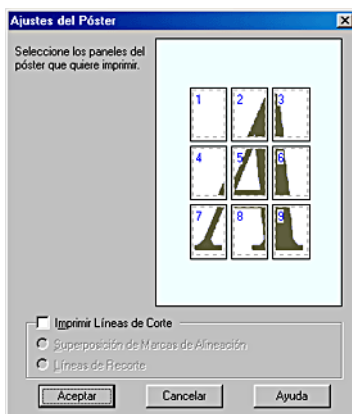 Ajustes del Póster
Seleccione los paneles del
póster que quiere imprimir.
1 2 3
4 5 6
7 8 9
Imprimir Líneas de Corte
Superposición de Marcas de Alineación
Líneas de Recorte
Aceptar Cancelar Ayuda